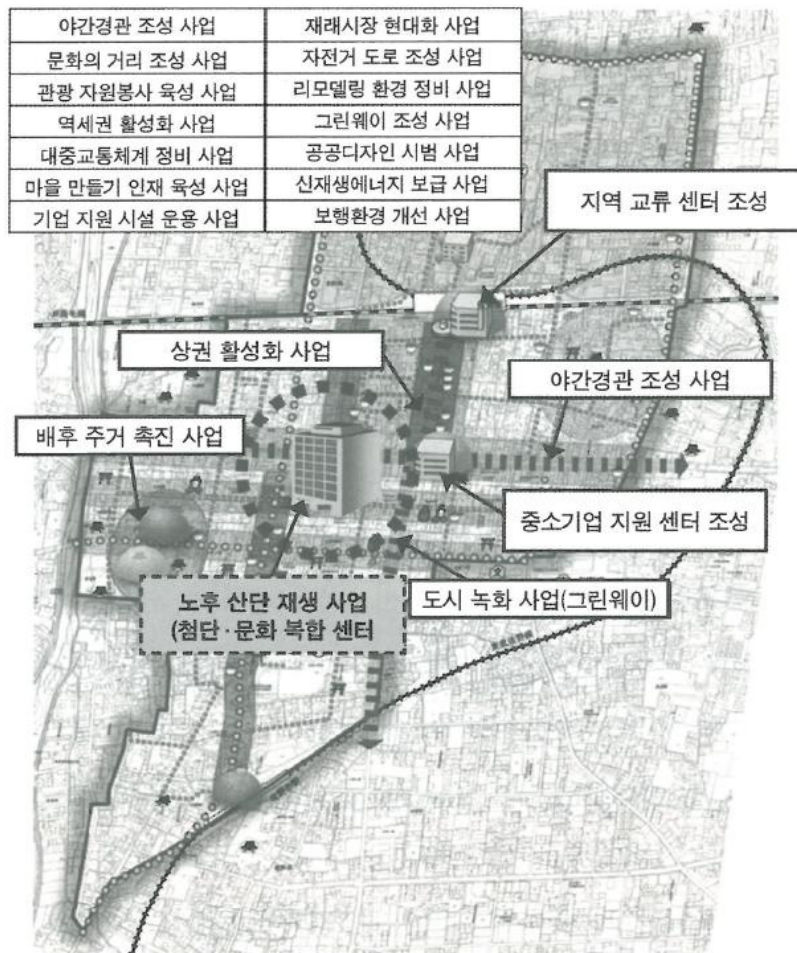 야간경관 조성 사업 재래시장 현대화 사업
문화의 거리 조성 사업 자전거 도로 조성 사업
관광 자원봉사 육성 사업 리모델링 환경 정비 사업
역세권 활성화 사업 그린웨이 조성 사업
대중교통체계 정비 사업 공공디자인 시범 사업
마을 만들기 인재 육성 사업 신재생에너지 보급 사업
기업 지원 시설 운용 사업 보행환경 개선 사업
지역 교류 센터 조성
상권 활성화 사업
야간경관 조성 사업
배후 주거 촉진 사업
중소기업 지원 센터 조성
노후 산단 재생 사업
(첨단·문화 복합 센터
도시 녹화 사업(그린웨이)